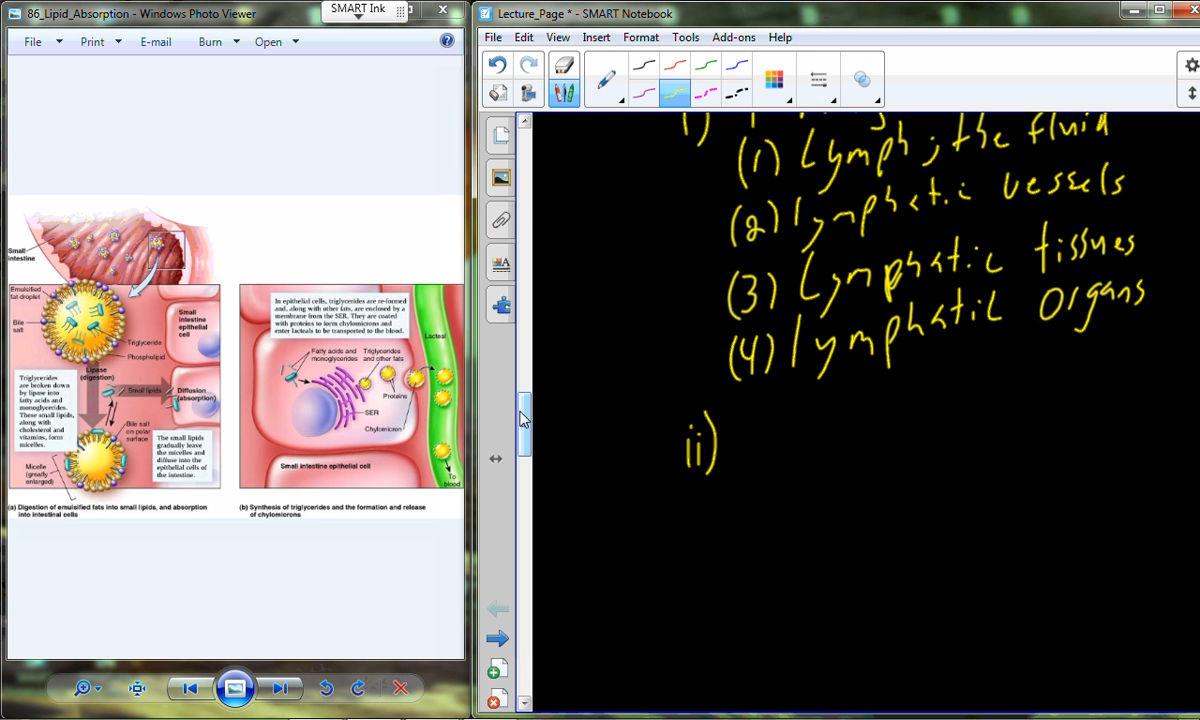 86_Lipid_Absorption - Windows Photo Viewer
SMART Ink
File Print E-mail Burn Open
Small
intestine
Emulsified
fat droplet
Bile
salt
Small
intestine
epithelial
cell
Triglyceride
Phospholipid
Lipase
(digestion)
Triglycerides
are broken down
by lipase into
fatty acids and
monoglycerides.
These small lipids,
along with
cholesterol and
vitamins, form
micelles.
Small lipids
Diffusion
(absorption)
Bile salt
on polar
surface
The small lipids
gradually leave
the micelles and
diffuse into the
epithelial cells of
the intestine.
Micelle
(greatly
enlarged)
(a) Digestion of emulsified fats into small lipids, and absorption
into intestinal cells
In epithelial cells, triglycerides are re-formed
and, along with other fats, are enclosed by a
membrane from the SER. They are coated
with proteins to form chylomicrons and
enter lacteals to be transported to the blood.
Lacteal
Fatty acids and
monoglycerides
Triglycerides
and other fats
Proteins
SER
Chylomicron
Small intestine epithelial cell
To
blood
(b) Synthesis of triglycerides and the formation and release
of chylomicrons
Lecture_Page * - SMART Notebook
File Edit View Insert Format Tools Add-ons Help
(1) Lymph ; the fluid
(2) lymphatic vessels
(3) Lymphatic tissues
(4) lymphatic organs
ii)